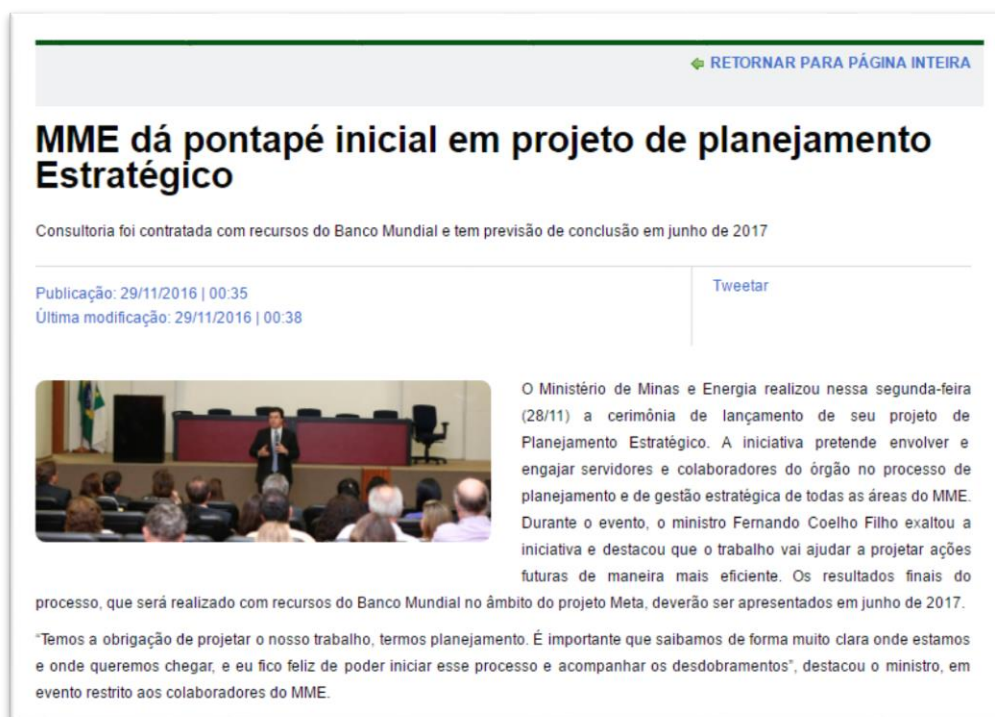 RETORNAR PARA PÁGINA INTEIRA
MME dá pontapé inicial em projeto de planejamento
Estratégico
Consultoria foi contratada com recursos do Banco Mundial e tem previsão de conclusão em junho de 2017
Publicação: 29/11/2016 | 00:35
Última modificação: 29/11/2016 | 00:38
Tweetar
O Ministério de Minas e Energia realizou nessa segunda-feira
(28/11) a cerimônia de lançamento de seu projeto de
Planejamento Estratégico. A iniciativa pretende envolver e
engajar servidores e colaboradores do órgão no processo de
planejamento e de gestão estratégica de todas as áreas do MME.
Durante o evento, o ministro Fernando Coelho Filho exaltou a
iniciativa e destacou que o trabalho vai ajudar a projetar ações
futuras de maneira mais eficiente. Os resultados finais do
processo, que será realizado com recursos do Banco Mundial no âmbito do projeto Meta, deverão ser apresentados em junho de 2017.
“Temos a obrigação de projetar o nosso trabalho, termos planejamento. É importante que saibamos de forma muito clara onde estamos
e onde queremos chegar, e eu fico feliz de poder iniciar esse processo e acompanhar os desdobramentos”, destacou o ministro, em
evento restrito aos colaboradores do MME.